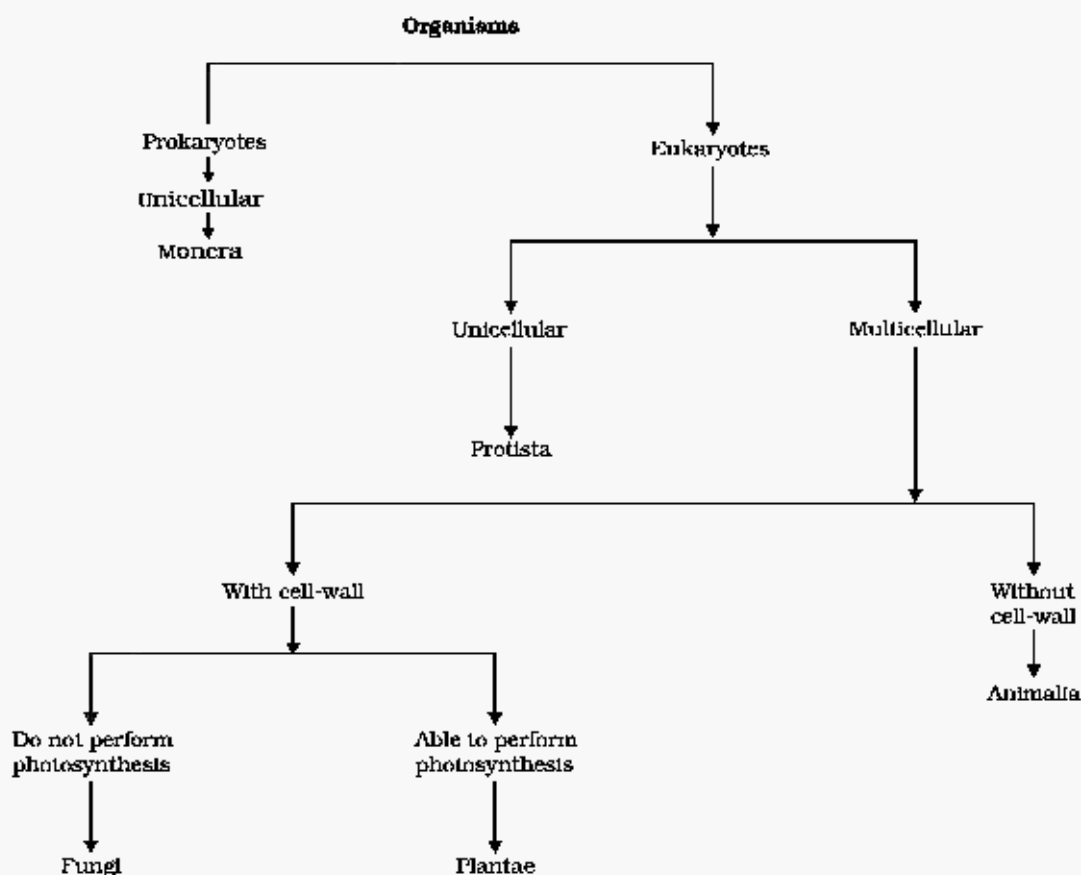 Organisms
Prokaryotes
Eukaryotes
Unicellular
Monera
Unicellular
Multicellular
Protista
With cell-wall
Without
cell-wall
Animalia
Do not perform
photosynthesis
Able to perform
photosynthesis
Fungi
Plantae